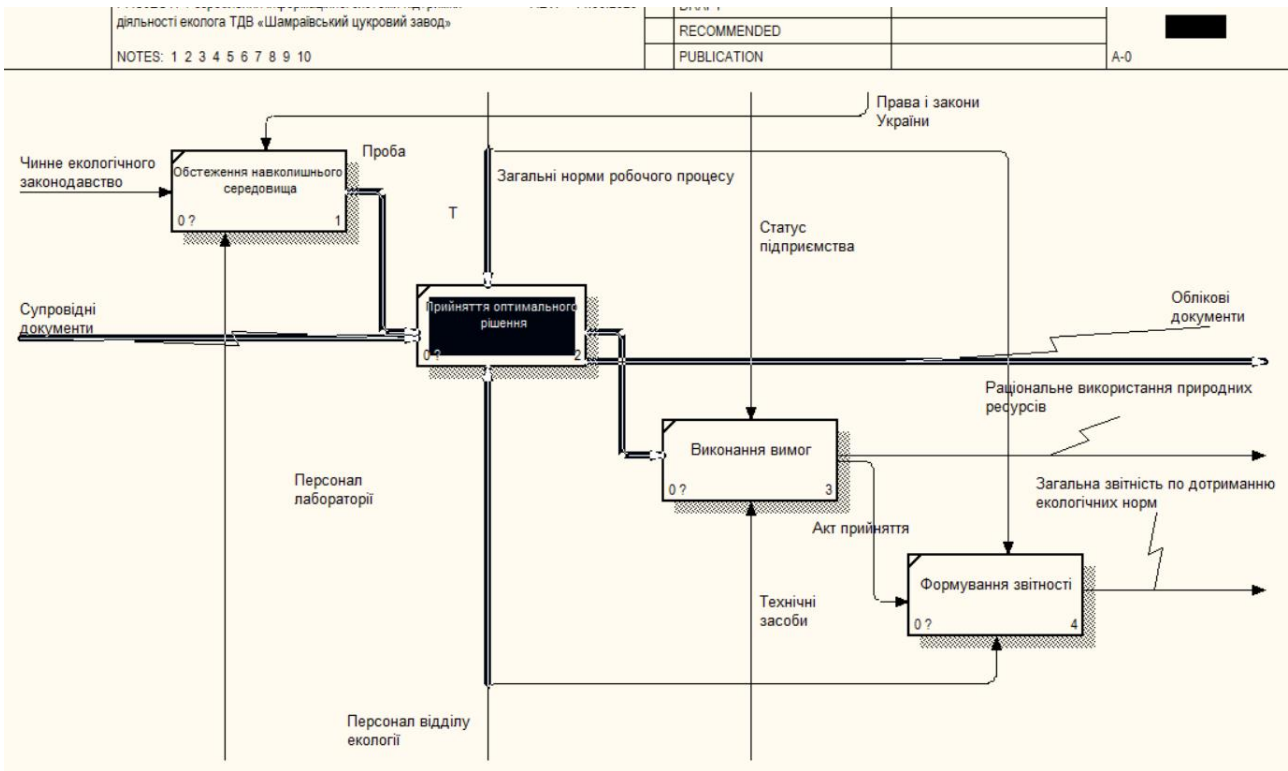 діяльності еколога ТДВ «Шамраївський цукровий завод»
NOTES: 1 2 3 4 5 6 7 8 9 10
RECOMMENDED
PUBLICATION
A-0
Права і закони
України
Чинне екологічного
законодавство
Проба
Обстеження навколишнього
середовища
0 ?
1
Загальні норми робочого процесу
Т
Статус
підприємства
Супровідні
документи
Прийняття оптимального
рішення
0 ?
2
Облікові
документи
Раціональне використання природних
ресурсів
Виконання вимог
0 ?
3
Персонал
лабораторії
Загальна звітність по дотриманню
екологічних норм
Акт прийняття
Формування звітності
0 ?
4
Технічні
засоби
Персонал відділу
екології